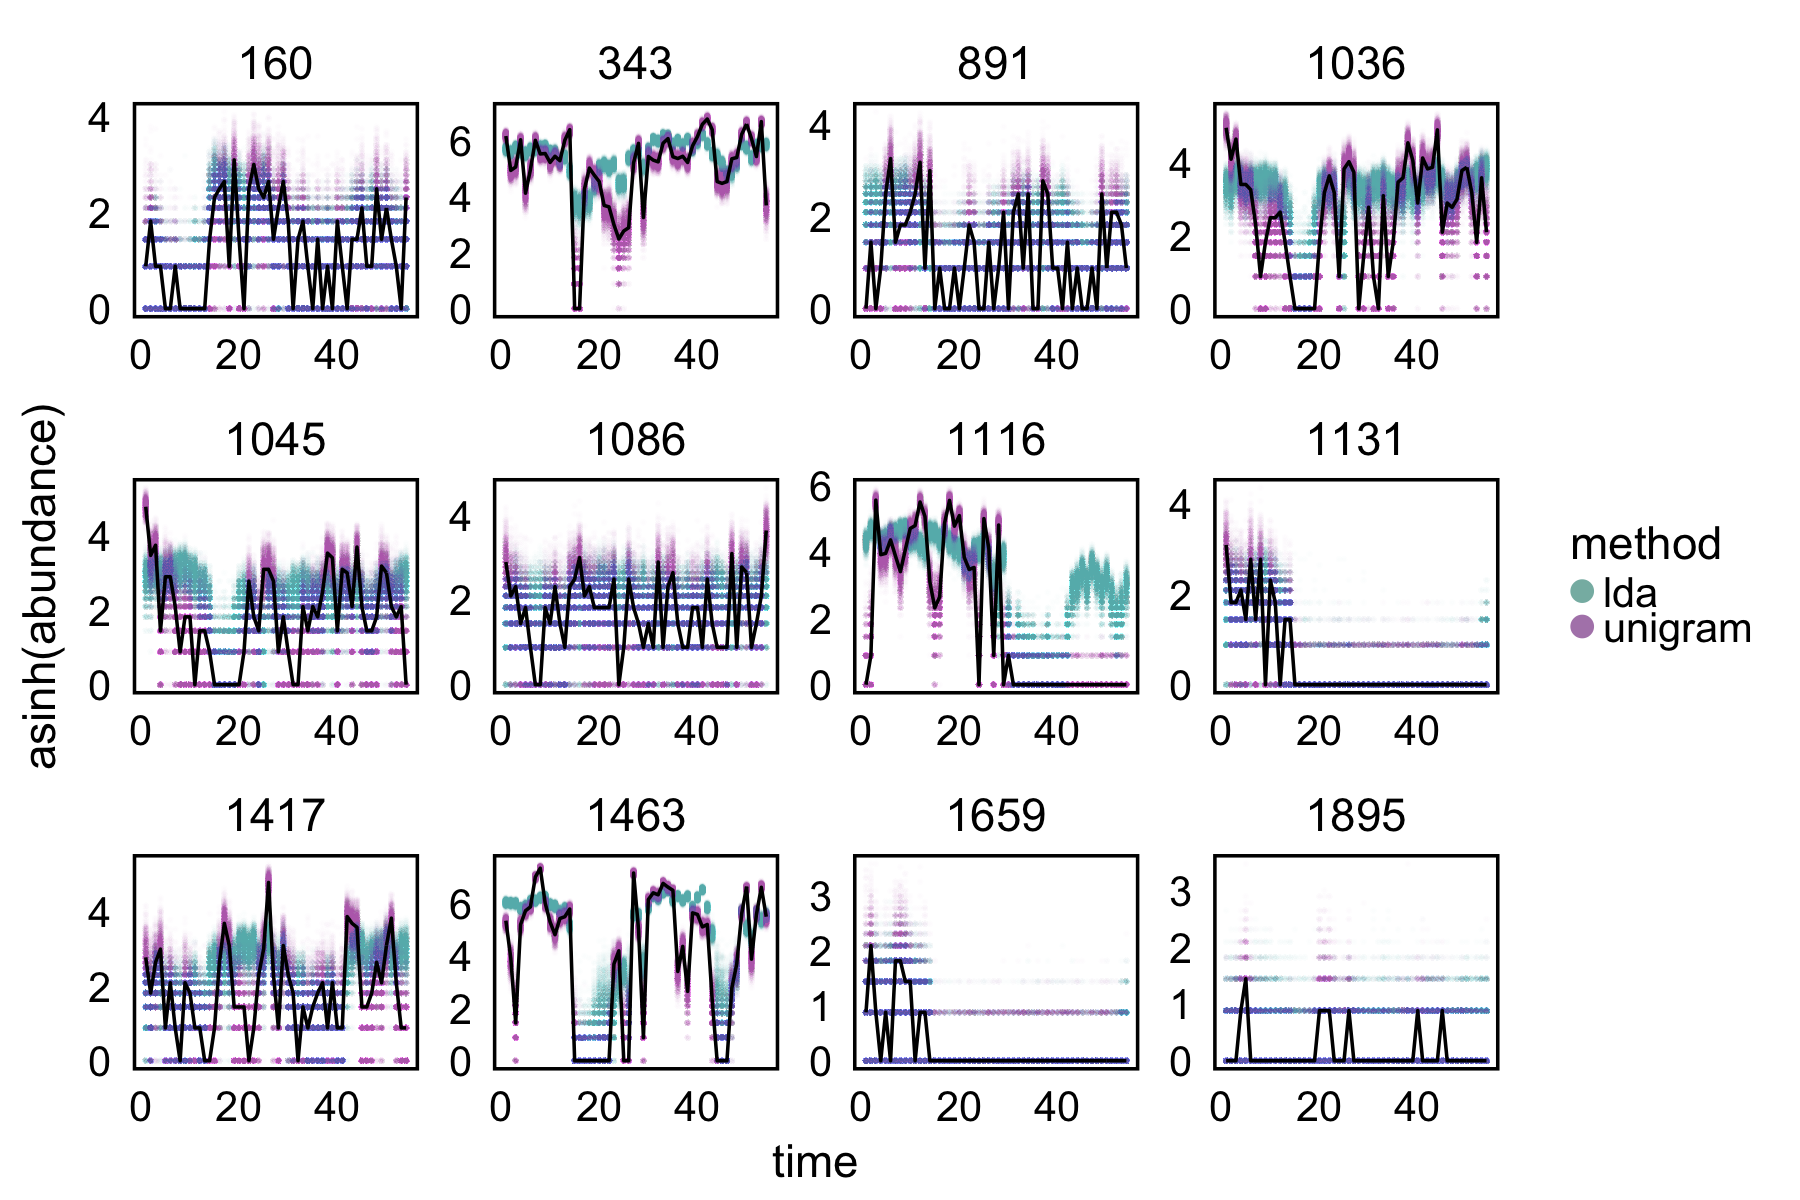 160 343 891 1036
4 2 0 6 4 2 0 4 2 0 4 2 0
0 20 40 0 20 40 0 20 40 0 20 40
1045 1086 1116 1131
4 2 0 4 2 0 6 4 2 0 4 2 0
0 20 40 0 20 40 0 20 40 0 20 40
1417 1463 1659 1895
4 2 0 6 4 2 0 3 2 1 0 3 2 1 0
0 20 40 0 20 40 0 20 40 0 20 40
asinh(abundance)
time
method
lda
unigram